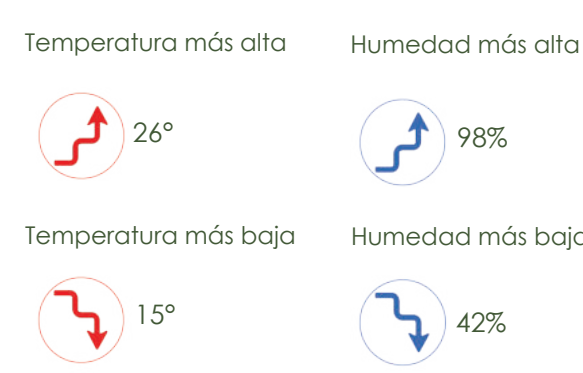 Temperatura más alta
Humedad más alta
26°
98%
Temperatura más baja
Humedad más baja
15°
42%